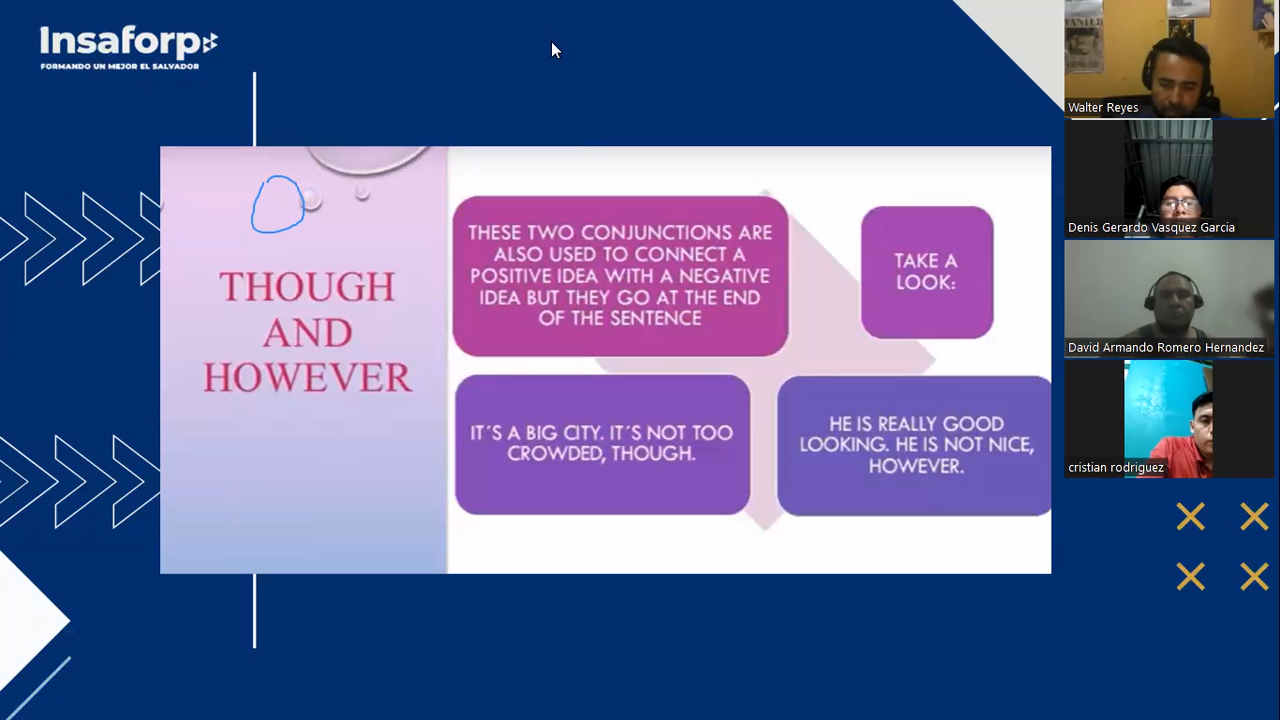 Insaforp
FORMANDO UN MEJOR EL SALVADOR
THOUGH
AND
HOWEVER
THESE TWO CONJUNCTIONS ARE
ALSO USED TO CONNECT A
POSITIVE IDEA WITH A NEGATIVE
IDEA BUT THEY GO AT THE END
OF THE SENTENCE
TAKE A
LOOK:
IT´S A BIG CITY. IT´S NOT TOO
CROWDED, THOUGH.
HE IS REALLY GOOD
LOOKING. HE IS NOT NICE,
HOWEVER.
WANTED
Walter Reyes
Denis Gerardo Vasquez Garcia
David Armando Romero Hernandez
cristian rodriguez